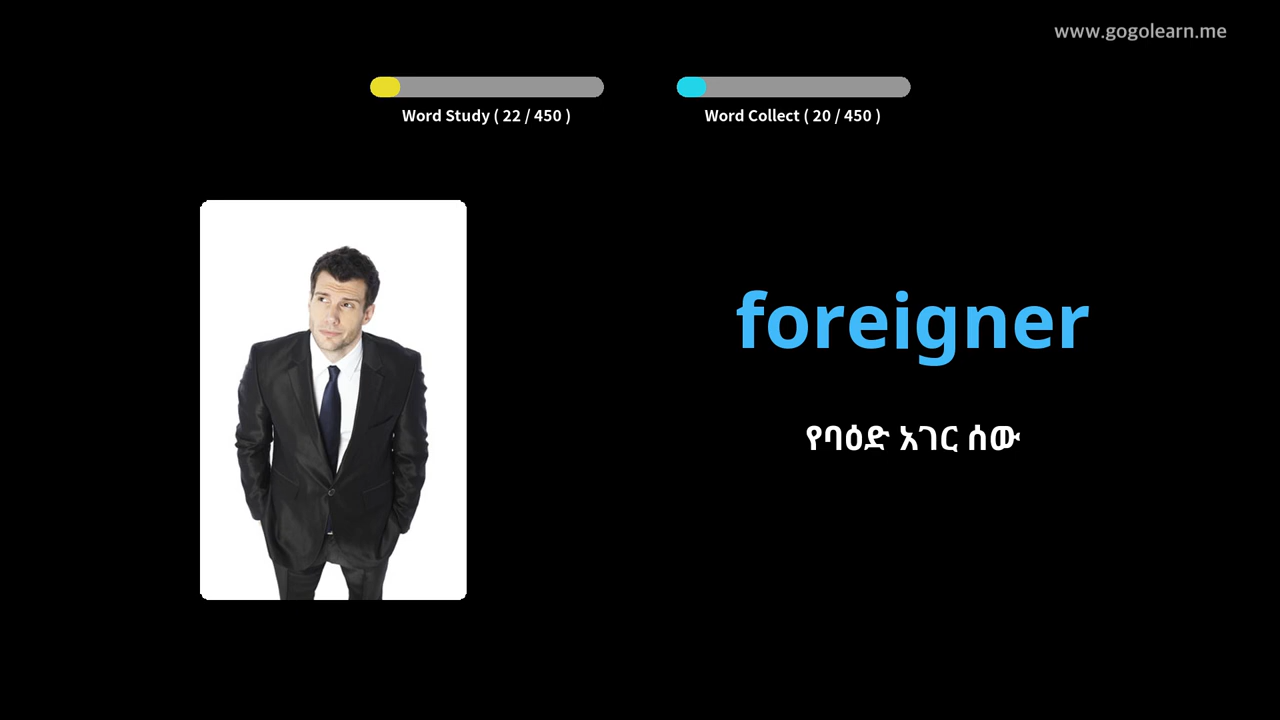 www.gogolearn.me
Word Study ( 22 / 450 )
Word Collect ( 20 / 450 )
foreigner
የባዕድ አገር ሰው